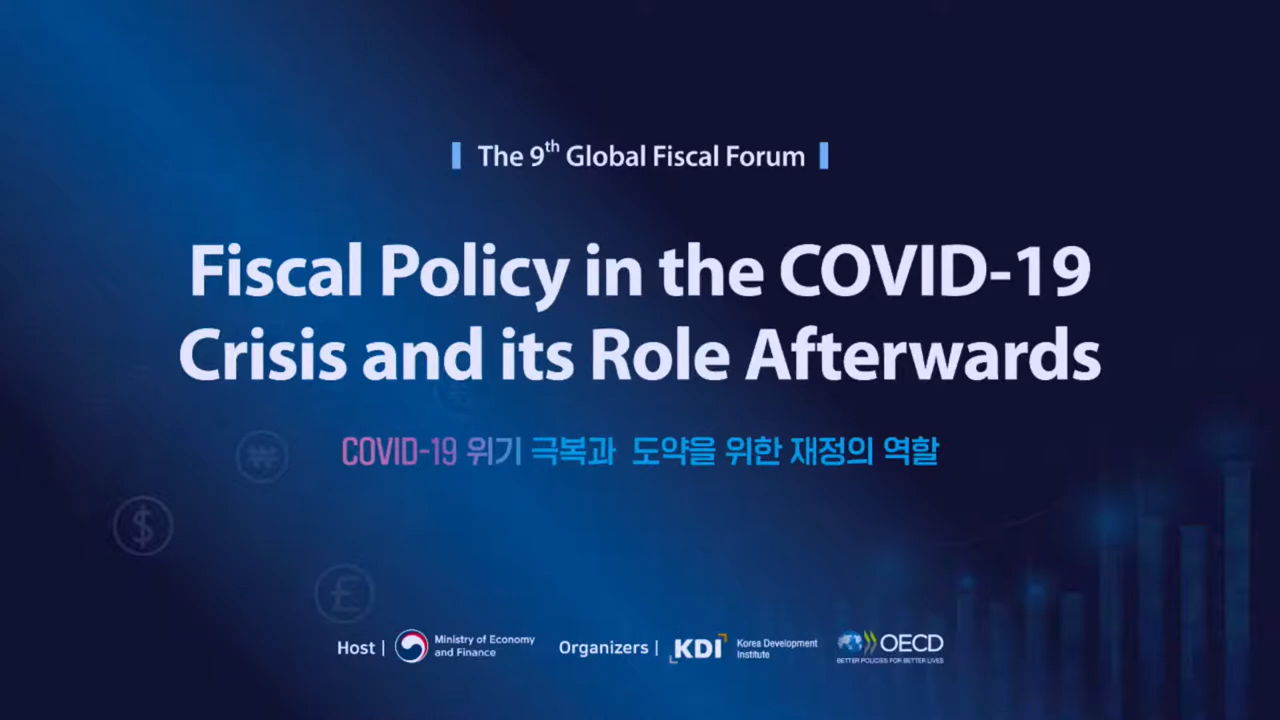 The 9th Global Fiscal Forum
Fiscal Policy in the COVID-19
Crisis and its Role Afterwards
COVID-19 위기 극복과 도약을 위한 재정의 역할
Host | Ministry of Economy and Finance Organizers | KDI Korea Development Institute OECD
BETTER POLICIES FOR BETTER LIVES